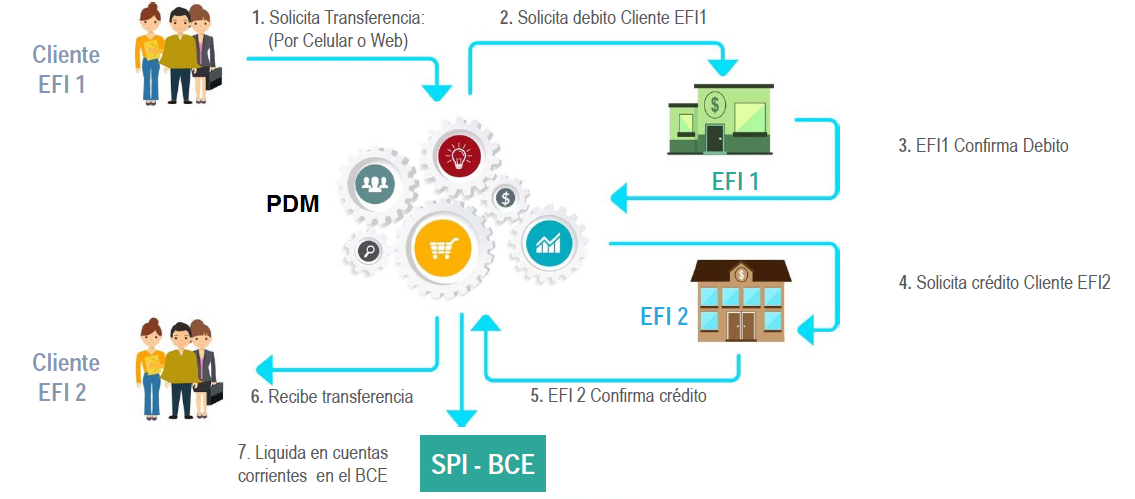 Cliente
EFI 1
1. Solicita Transferencia:
(Por Celular o Web)
2. Solicita debito Cliente EFI1
$
EFI 1
3. EFI1 Confirma Debito
PDM
$
$
EFI 2
4. Solicita crédito Cliente EFI2
5. EFI 2 Confirma crédito
Cliente
EFI 2
6. Recibe transferencia
7. Liquida en cuentas
corrientes en el BCE
SPI - BCE